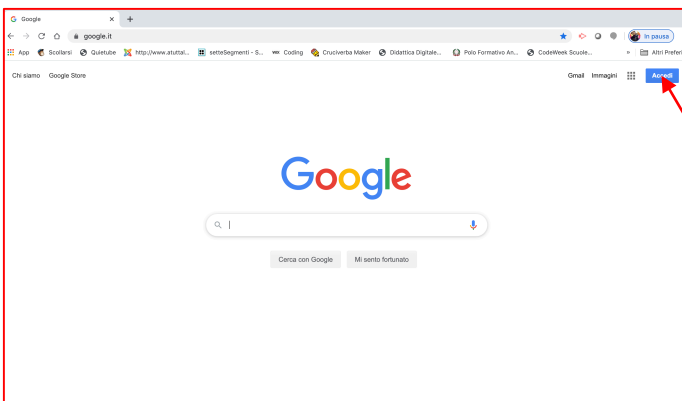 Google
google.it
In pausa
App Scollarsi Quietube http://www.atuttal... setteSegmenti - S... Coding Cruciverba Maker Didattica Digitale... Polo Formativo An... CodeWeek Scuole... » Altri Preferi
Chi siamo Google Store Gmail Immagini Accedi
Google
Cerca con Google Mi sento fortunato